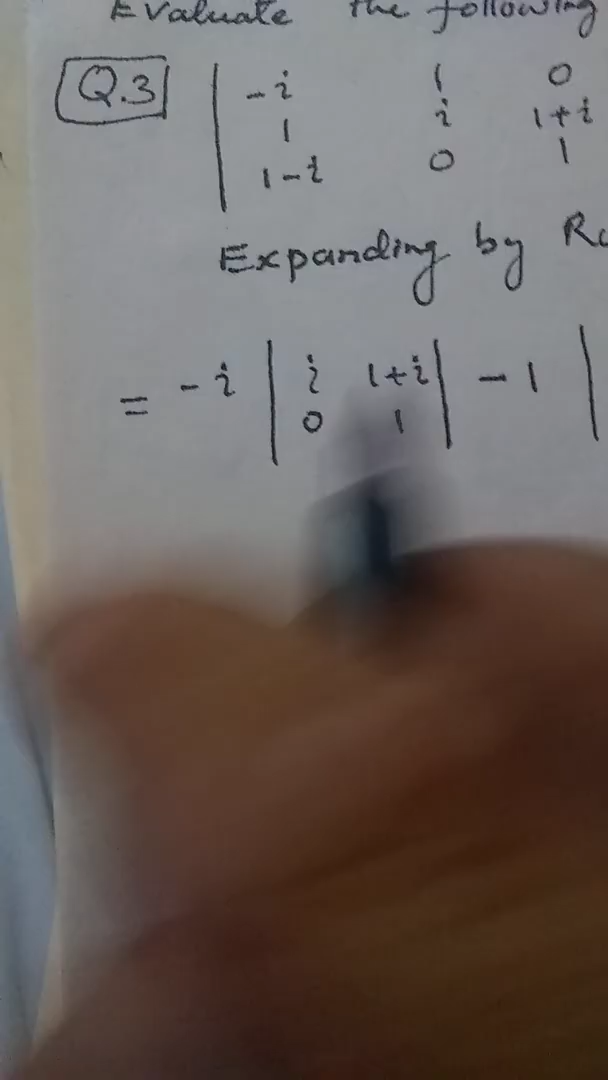 Evaluate the following
Q.3 | -i 1 0
1 i 1+i
1-i 0 1
Expanding by
= -i | i 1+i | - 1 |
0 1